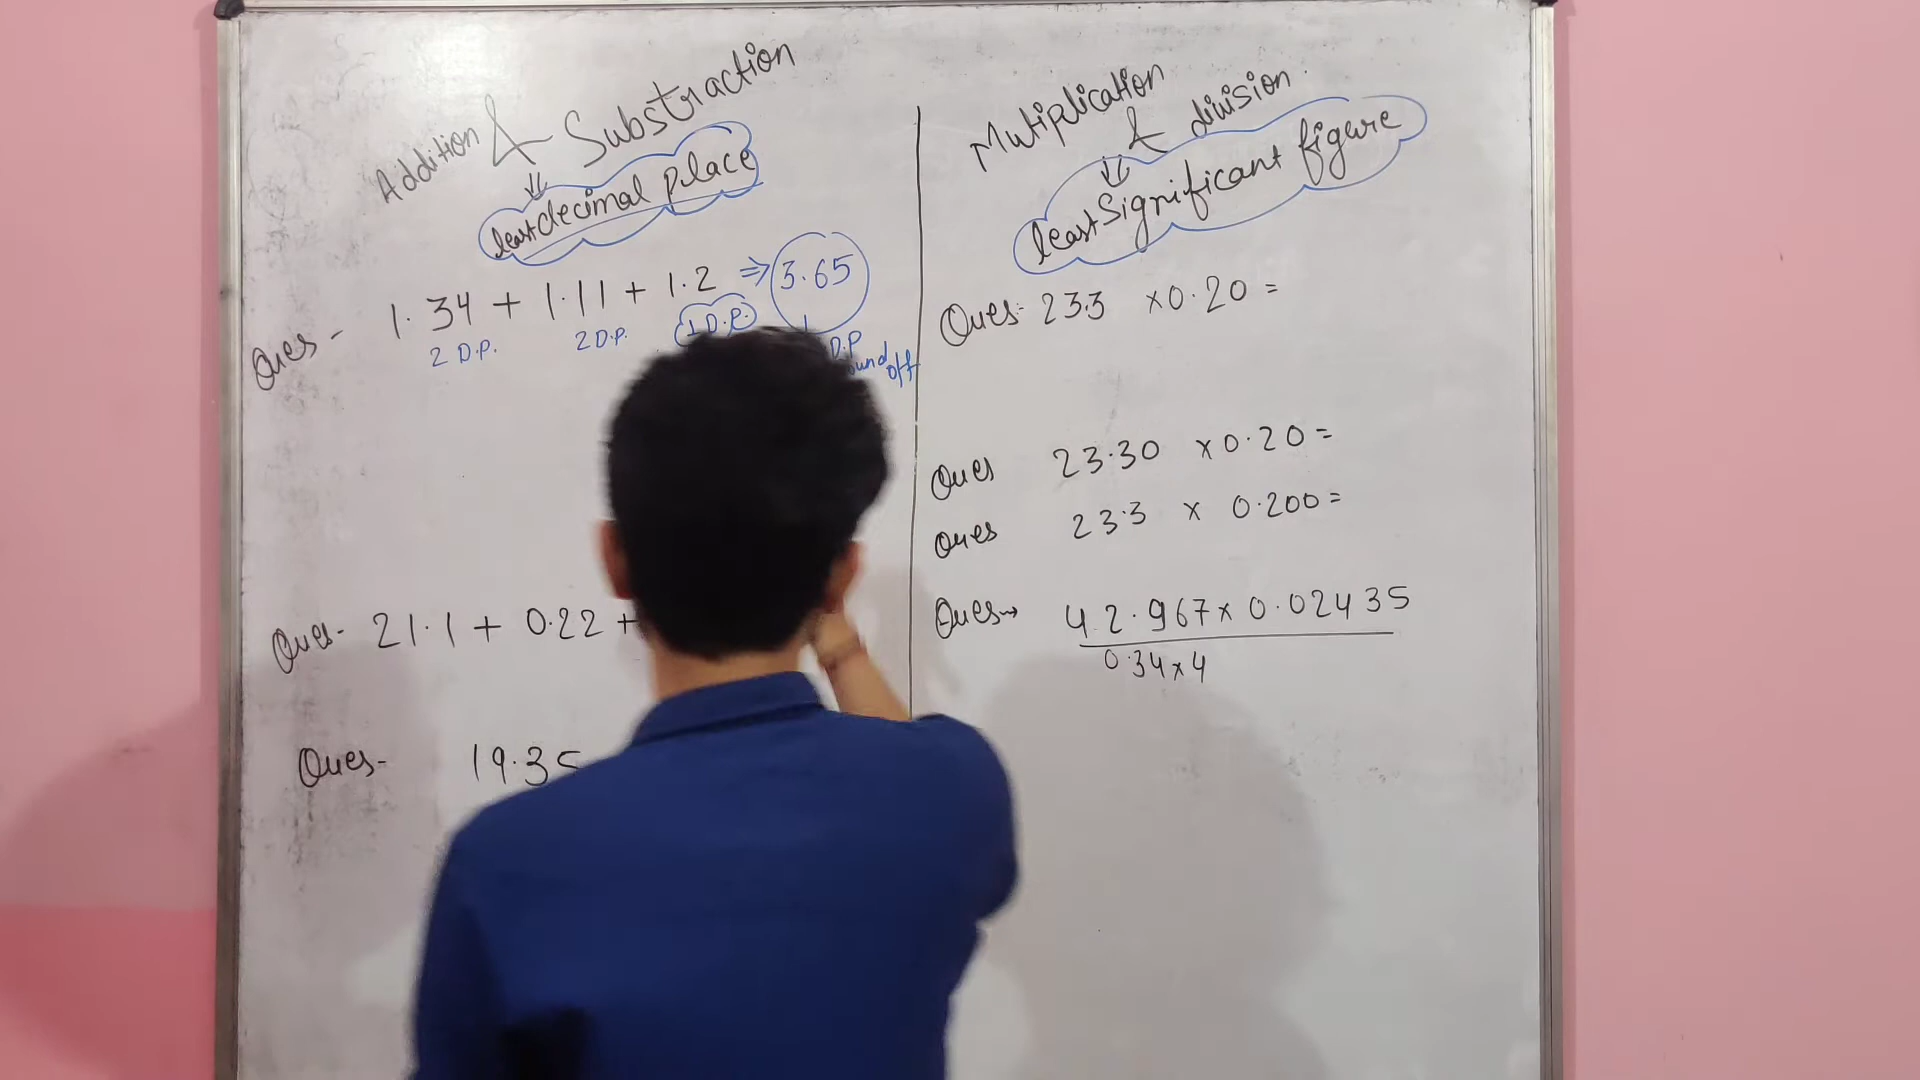 Addition & Substraction
least decimal place
Ques - 1.34 + 1.11 + 1.2 ⇒ 3.65
2 D.P. 2 D.P. 1 D.P.
D.P
off
Ques- 21.1 + 0.22 +
Ques- 19.35
Mutiplication & division
least Significant figure
Ques- 23.3 × 0.20 =
Ques 23.30 × 0.20 =
Ques 23.3 × 0.200 =
Ques→ 42.967 × 0.02435
0.34 × 4